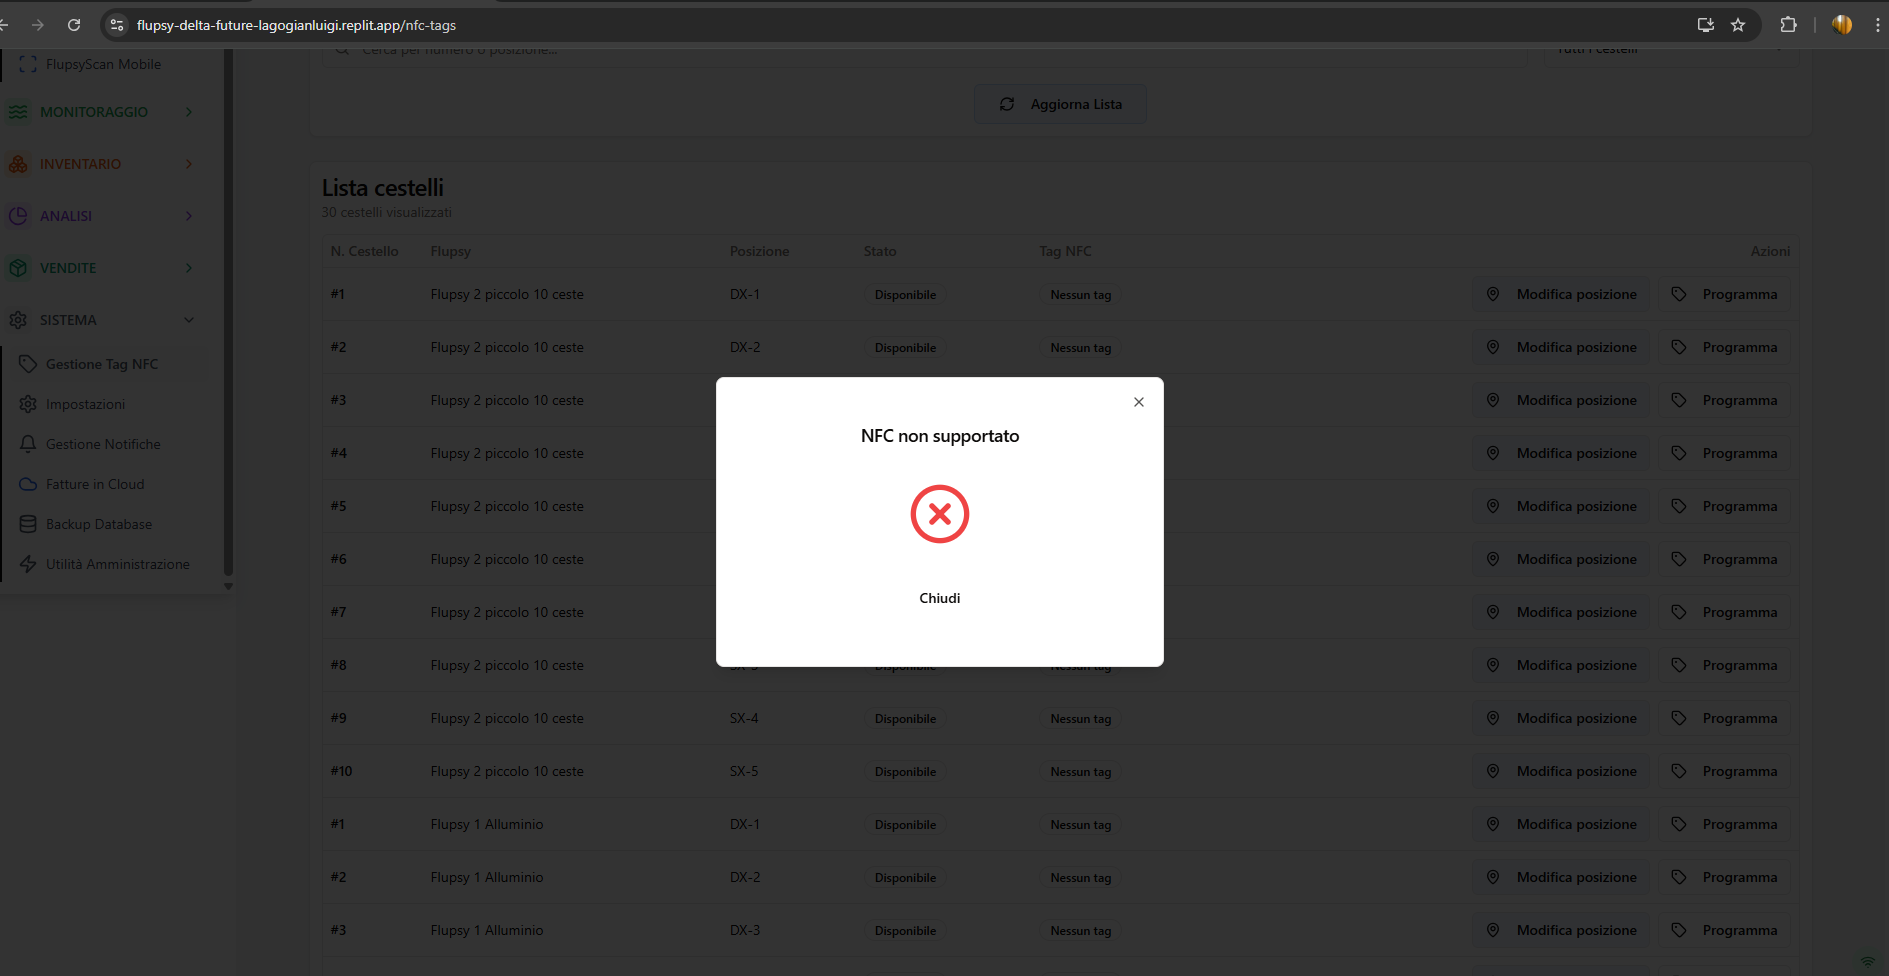 flupsy-delta-future-lagogianluigi.replit.app/nfc-tags
Cerca per numero o posizione...
Tutti i cestelli
FlupsyScan Mobile
MONITORAGGIO
INVENTARIO
ANALISI
VENDITE
SISTEMA
Gestione Tag NFC
Impostazioni
Gestione Notifiche
Fatture in Cloud
Backup Database
Utilità Amministrazione
Aggiorna Lista
Lista cestelli
30 cestelli visualizzati
N. Cestello Flupsy Posizione Stato Tag NFC Azioni
#1 Flupsy 2 piccolo 10 ceste DX-1 Disponibile Nessun tag Modifica posizione Programma
#2 Flupsy 2 piccolo 10 ceste DX-2 Disponibile Nessun tag Modifica posizione Programma
#3 Flupsy 2 piccolo 10 ceste Modifica posizione Programma
#4 Flupsy 2 piccolo 10 ceste Modifica posizione Programma
#5 Flupsy 2 piccolo 10 ceste Modifica posizione Programma
#6 Flupsy 2 piccolo 10 ceste Modifica posizione Programma
#7 Flupsy 2 piccolo 10 ceste Modifica posizione Programma
#8 Flupsy 2 piccolo 10 ceste SX-3 Disponibile Nessun tag Modifica posizione Programma
#9 Flupsy 2 piccolo 10 ceste SX-4 Disponibile Nessun tag Modifica posizione Programma
#10 Flupsy 2 piccolo 10 ceste SX-5 Disponibile Nessun tag Modifica posizione Programma
#1 Flupsy 1 Alluminio DX-1 Disponibile Nessun tag Modifica posizione Programma
#2 Flupsy 1 Alluminio DX-2 Disponibile Nessun tag Modifica posizione Programma
#3 Flupsy 1 Alluminio DX-3 Disponibile Nessun tag Modifica posizione Programma
NFC non supportato
Chiudi